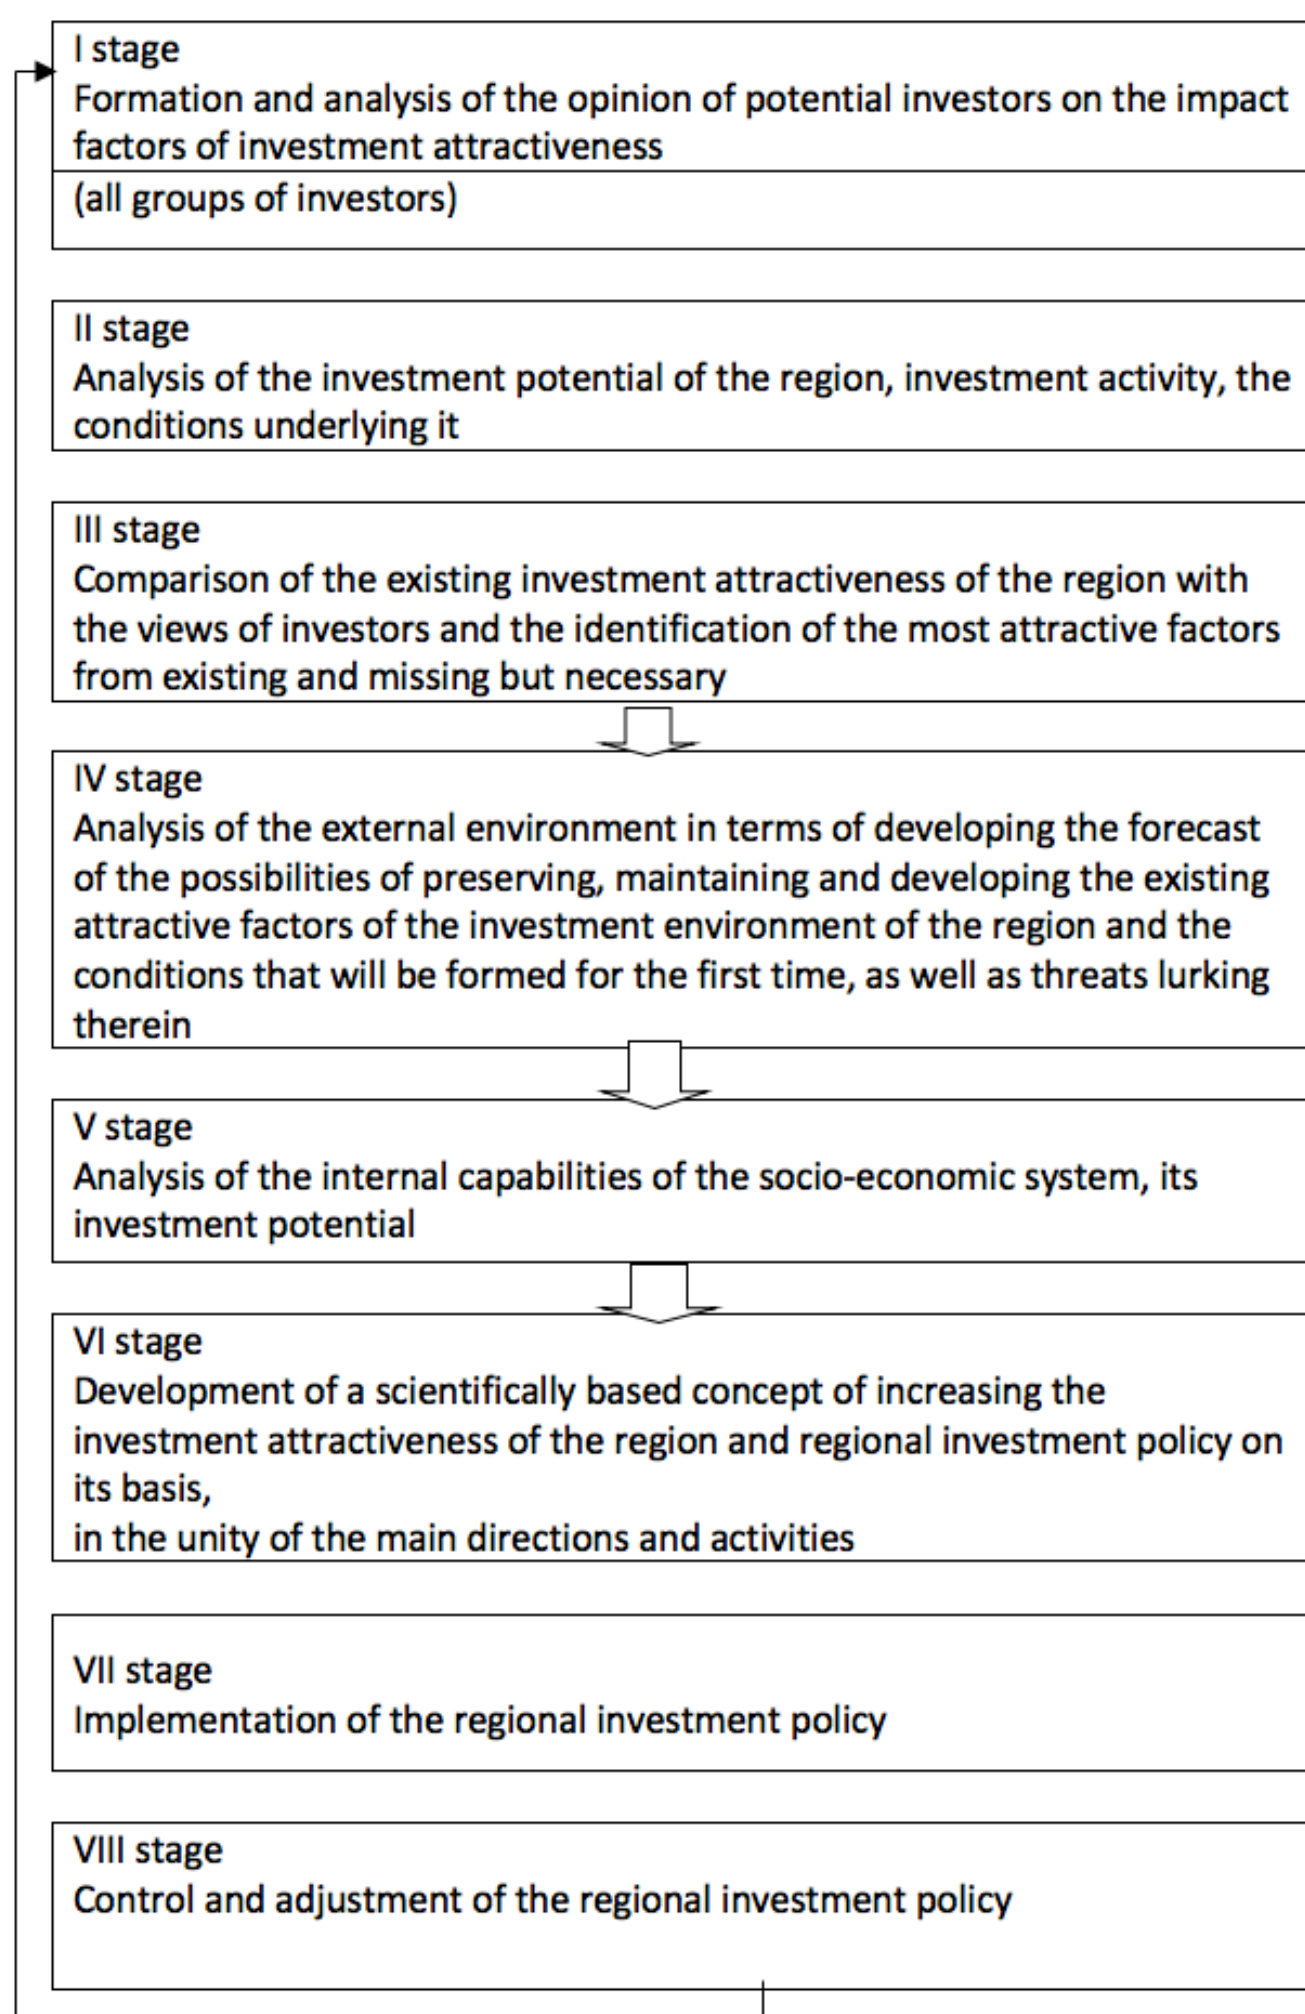 I stage
Formation and analysis of the opinion of potential investors on the impact
factors of investment attractiveness
(all groups of investors)
II stage
Analysis of the investment potential of the region, investment activity, the
conditions underlying it
III stage
Comparison of the existing investment attractiveness of the region with
the views of investors and the identification of the most attractive factors
from existing and missing but necessary
IV stage
Analysis of the external environment in terms of developing the forecast
of the possibilities of preserving, maintaining and developing the existing
attractive factors of the investment environment of the region and the
conditions that will be formed for the first time, as well as threats lurking
therein
V stage
Analysis of the internal capabilities of the socio-economic system, its
investment potential
VI stage
Development of a scientifically based concept of increasing the
investment attractiveness of the region and regional investment policy on
its basis,
in the unity of the main directions and activities
VII stage
Implementation of the regional investment policy
VIII stage
Control and adjustment of the regional investment policy